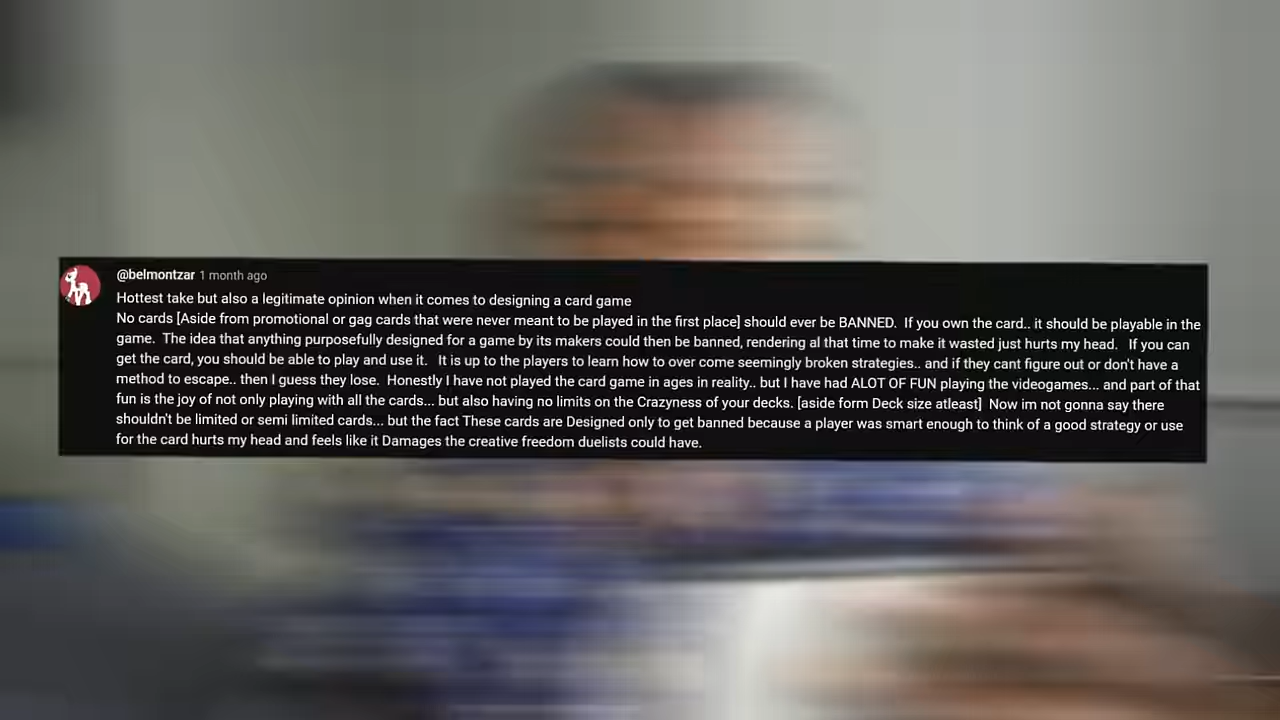 @belmontzar 1 month ago
Hottest take but also a legitimate opinion when it comes to designing a card game
No cards [Aside from promotional or gag cards that were never meant to be played in the first place] should ever be BANNED.  If you own the card.. it should be playable in the
game.  The idea that anything purposefully designed for a game by its makers could then be banned, rendering al that time to make it wasted just hurts my head.   If you can
get the card, you should be able to play and use it.   It is up to the players to learn how to over come seemingly broken strategies.. and if they cant figure out or don't have a
method to escape.. then I guess they lose.  Honestly I have not played the card game in ages in reality.. but I have had ALOT OF FUN playing the videogames... and part of that
fun is the joy of not only playing with all the cards... but also having no limits on the Crazyness of your decks. [aside form Deck size atleast]  Now im not gonna say there
shouldn't be limited or semi limited cards... but the fact These cards are Designed only to get banned because a player was smart enough to think of a good strategy or use
for the card hurts my head and feels like it Damages the creative freedom duelists could have.